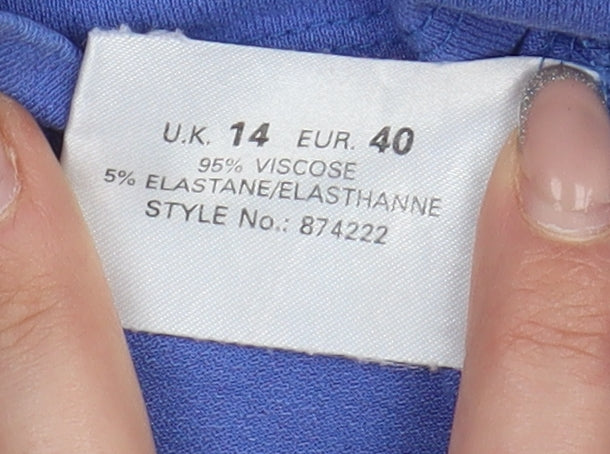 U.K. 14 EUR. 40
95% VISCOSE
5% ELASTANE/ELASTHANNE
STYLE No.: 874222